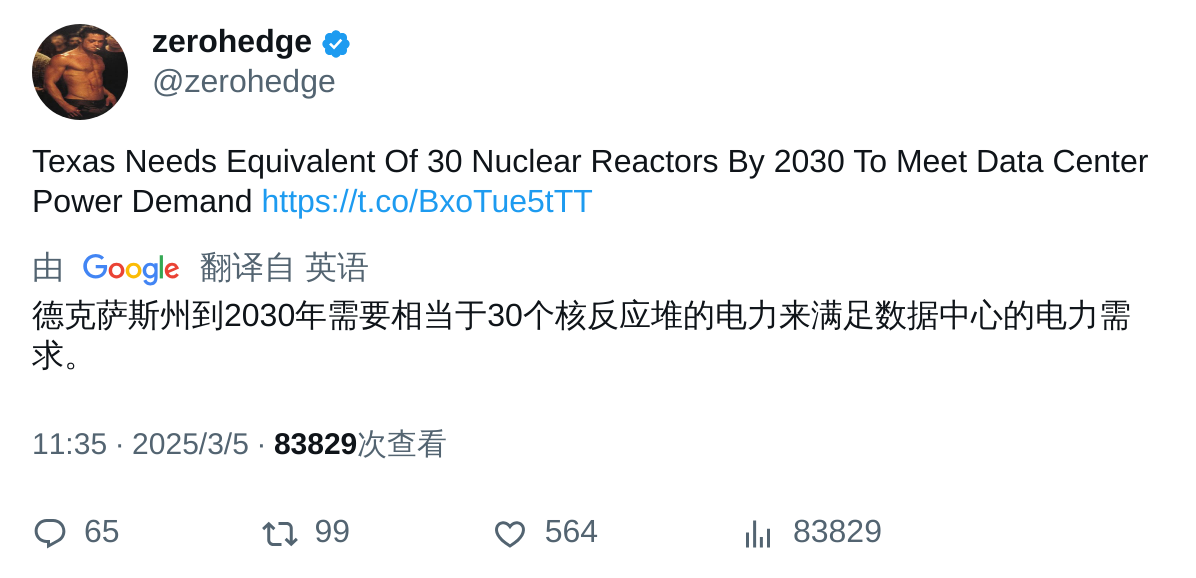 zerohedge
@zerohedge
Texas Needs Equivalent Of 30 Nuclear Reactors By 2030 To Meet Data Center
Power Demand https://t.co/BxoTue5tTT
由 Google 翻译自 英语
德克萨斯州到2030年需要相当于30个核反应堆的电力来满足数据中心的电力需
求。
11:35 · 2025/3/5 · 83829次查看
65 99 564 83829